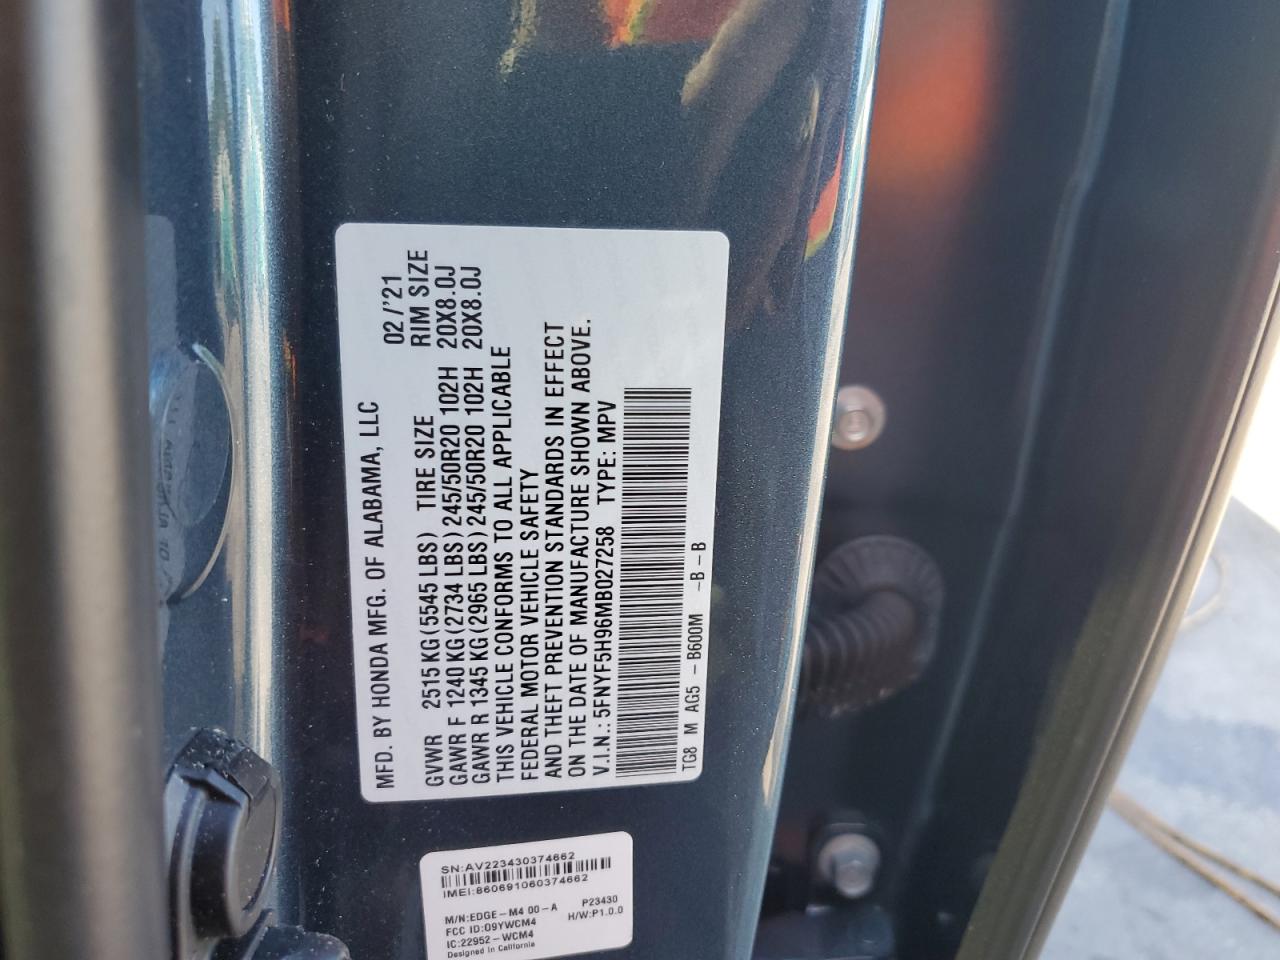 MFD. BY HONDA MFG. OF ALABAMA, LLC
02/'21
GVWR 2515 KG(5545 LBS) TIRE SIZE RIM SIZE
GAWR F 1240 KG(2734 LBS)245/50R20 102H 20X8.0J
GAWR R 1345 KG(2965 LBS)245/50R20 102H 20X8.0J
THIS VEHICLE CONFORMS TO ALL APPLICABLE
FEDERAL MOTOR VEHICLE SAFETY
AND THEFT PREVENTION STANDARDS IN EFFECT
ON THE DATE OF MANUFACTURE SHOWN ABOVE.
V.I.N.: 5FNYF5H96MB027258 TYPE: MPV
TG8 M AG5 -B600M -B-B
SN:AV223430374662
IMEI:860691060374662
M/N:EDGE-M4 00-A P23430
FCC ID:09YWCM4 H/W:P1.0.0
IC:22952-WCM4
Designed in California